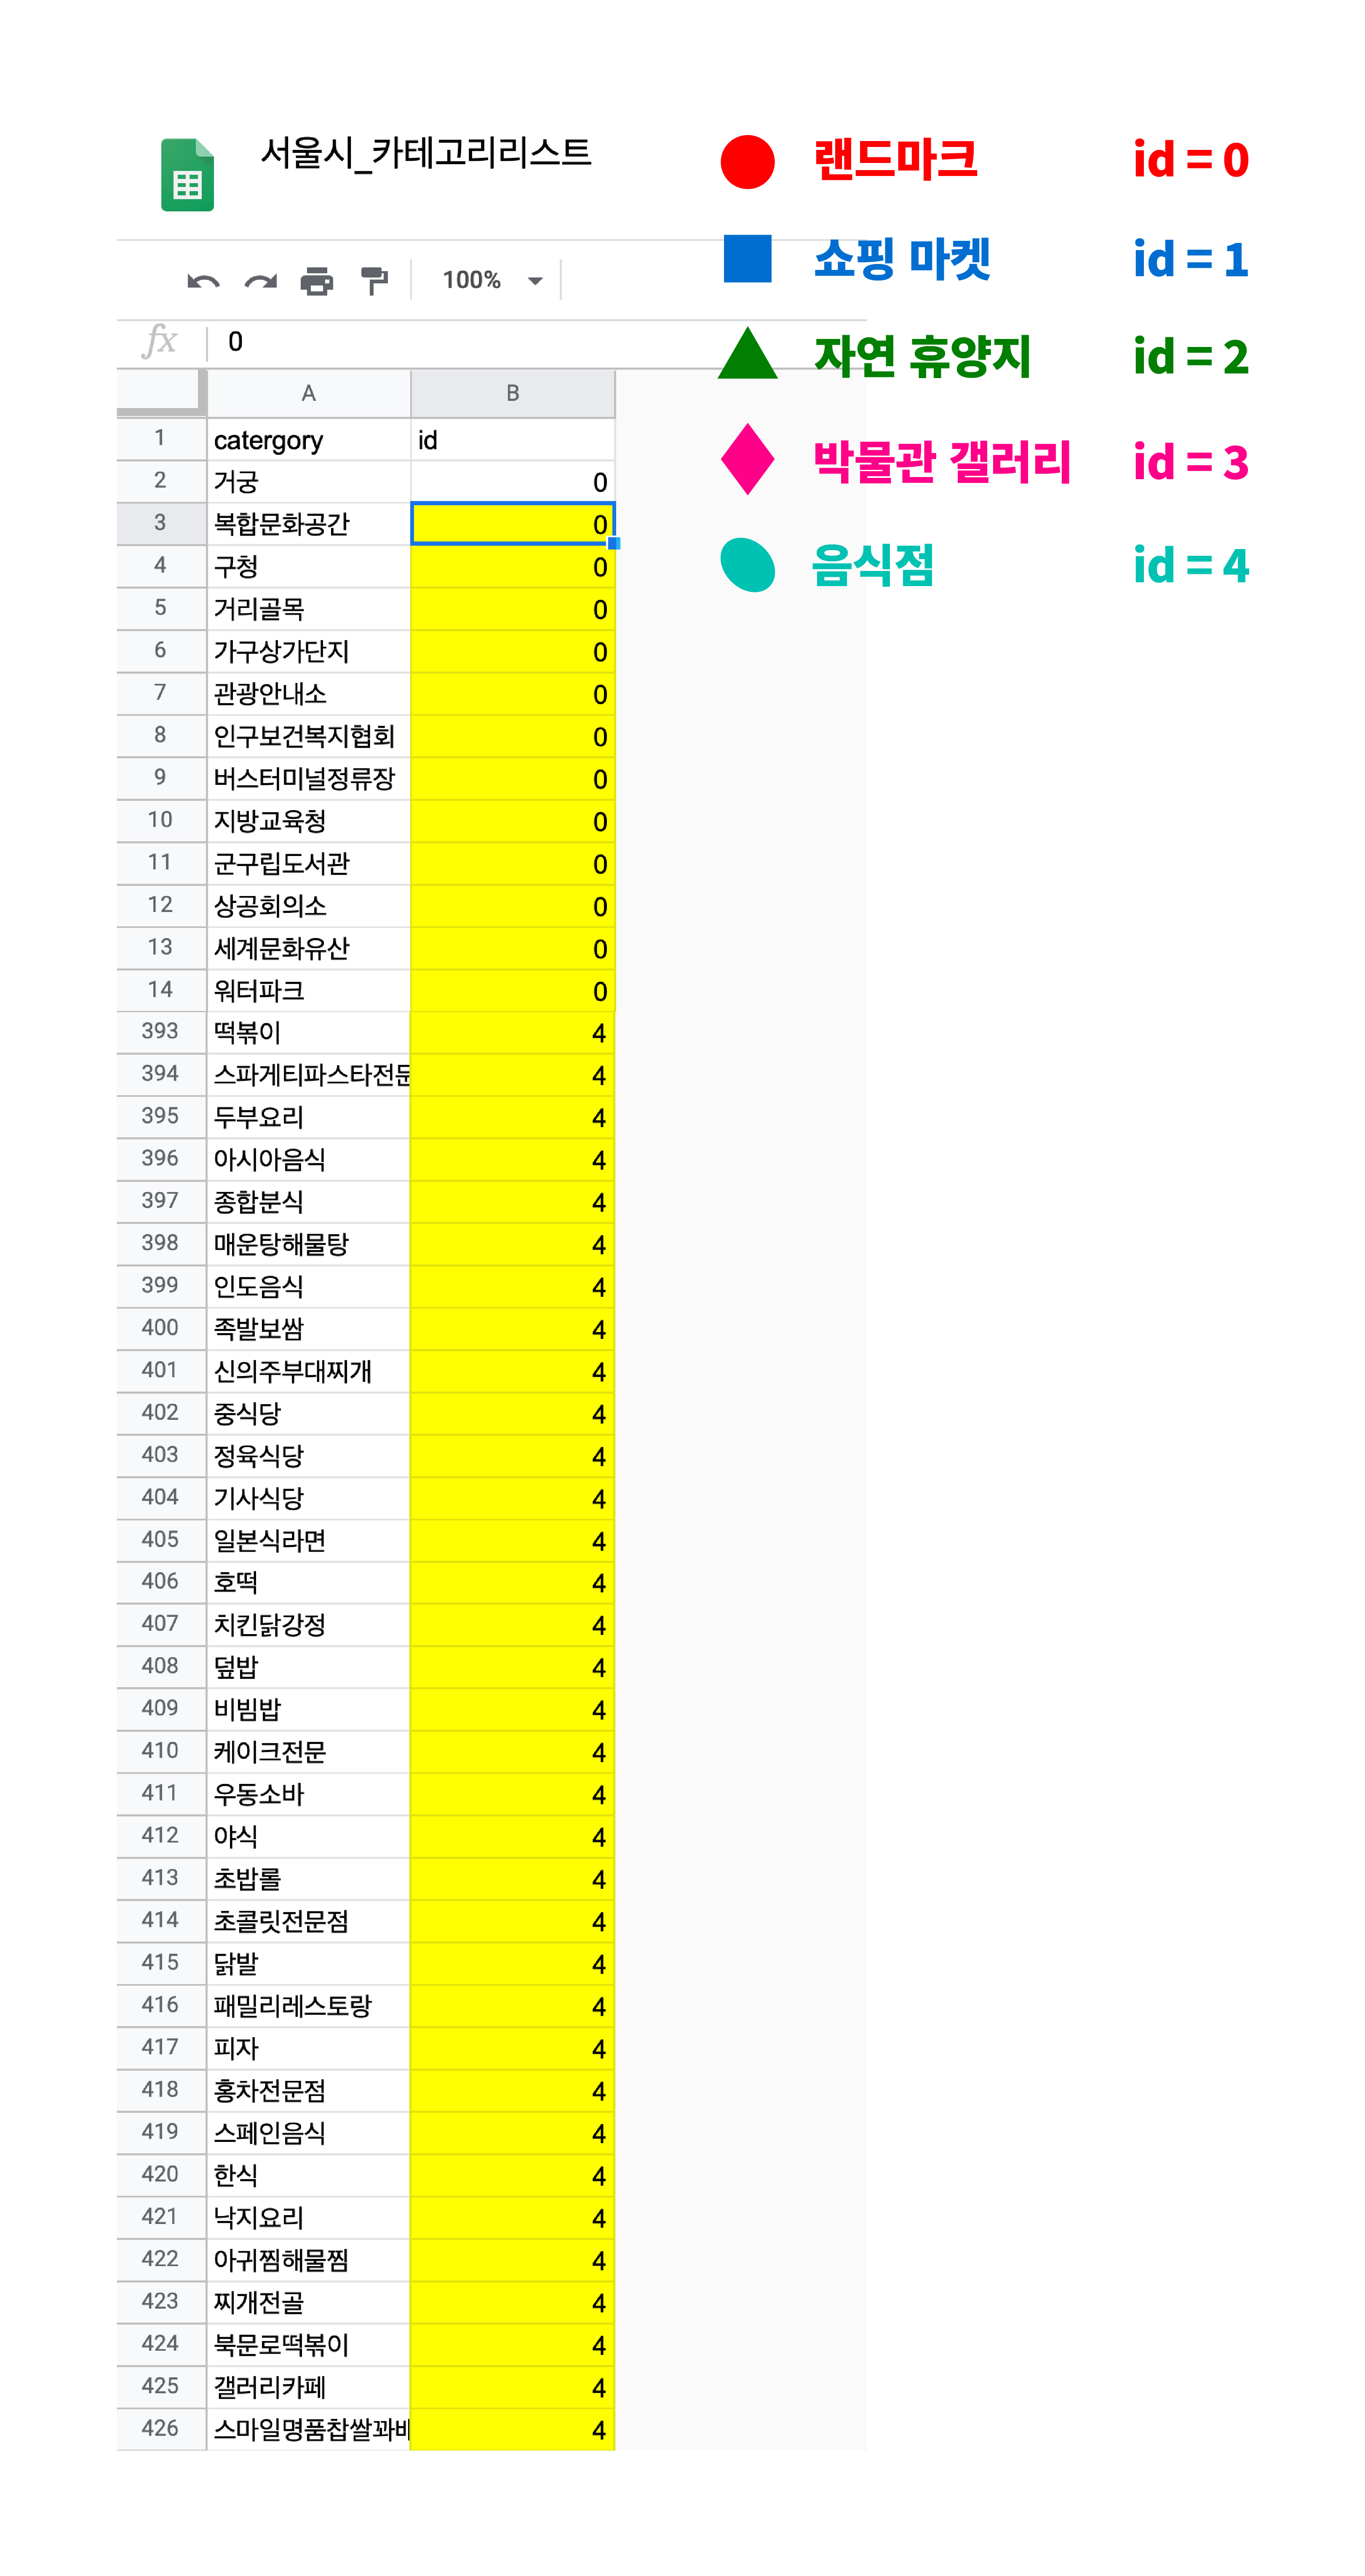 서울시_카테고리리스트
100%
fx 0
A B
1 catergory id
2 거궁 0
3 복합문화공간 0
4 구청 0
5 거리골목 0
6 가구상가단지 0
7 관광안내소 0
8 인구보건복지협회 0
9 버스터미널정류장 0
10 지방교육청 0
11 군구립도서관 0
12 상공회의소 0
13 세계문화유산 0
14 워터파크 0
393 떡볶이 4
394 스파게티파스타전문 4
395 두부요리 4
396 아시아음식 4
397 종합분식 4
398 매운탕해물탕 4
399 인도음식 4
400 족발보쌈 4
401 신의주부대찌개 4
402 중식당 4
403 정육식당 4
404 기사식당 4
405 일본식라면 4
406 호떡 4
407 치킨닭강정 4
408 덮밥 4
409 비빔밥 4
410 케이크전문 4
411 우동소바 4
412 야식 4
413 초밥롤 4
414 초콜릿전문점 4
415 닭발 4
416 패밀리레스토랑 4
417 피자 4
418 홍차전문점 4
419 스페인음식 4
420 한식 4
421 낙지요리 4
422 아귀찜해물찜 4
423 찌개전골 4
424 북문로떡볶이 4
425 갤러리카페 4
426 스마일명품찹쌀꽈배 4
랜드마크 id = 0
쇼핑 마켓 id = 1
자연 휴양지 id = 2
박물관 갤러리 id = 3
음식점 id = 4